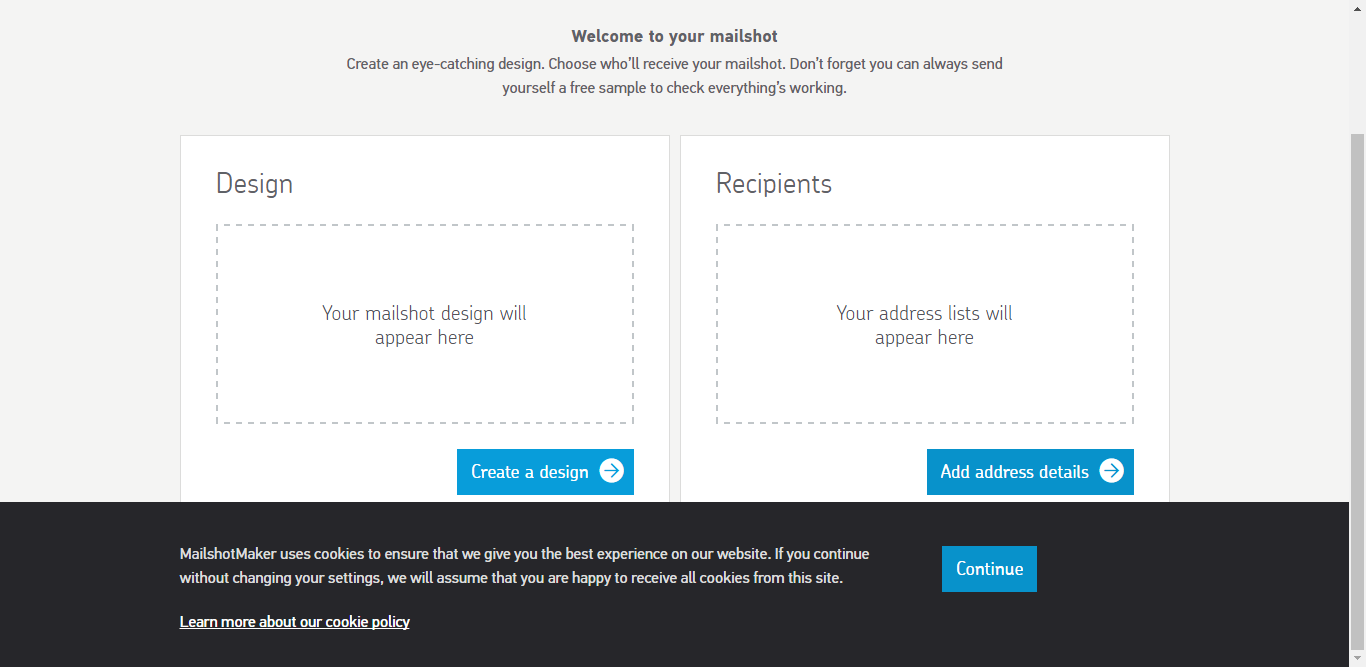 Welcome to your mailshot
Create an eye-catching design. Choose who'll receive your mailshot. Don't forget you can always send
yourself a free sample to check everything's working.
Design
Your mailshot design will
appear here
Create a design
Recipients
Your address lists will
appear here
Add address details
MailshotMaker uses cookies to ensure that we give you the best experience on our website. If you continue
without changing your settings, we will assume that you are happy to receive all cookies from this site.
Continue
Learn more about our cookie policy